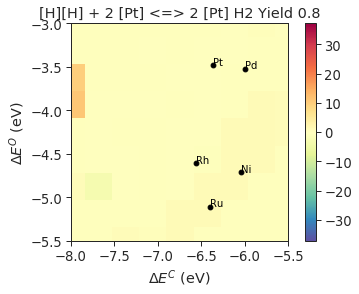 [H][H] + 2 [Pt] <=> 2 [Pt] H2 Yield 0.8
−3.0
−3.5
−4.0
−4.5
−5.0
−5.5
ΔE^O (eV)
Pt
Pd
Rh
Ni
Ru
−8.0 −7.5 −7.0 −6.5 −6.0 −5.5
ΔE^C (eV)
30
20
10
0
−10
−20
−30